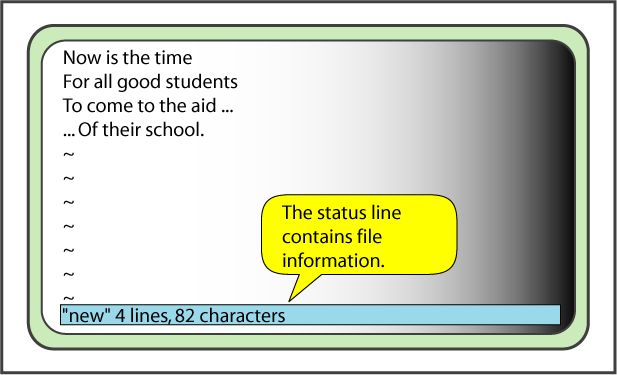 Now is the time
For all good students
To come to the aid ...
... Of their school.
~
~
~
~
~
~
~
The status line
contains file
information.
"new" 4 lines, 82 characters